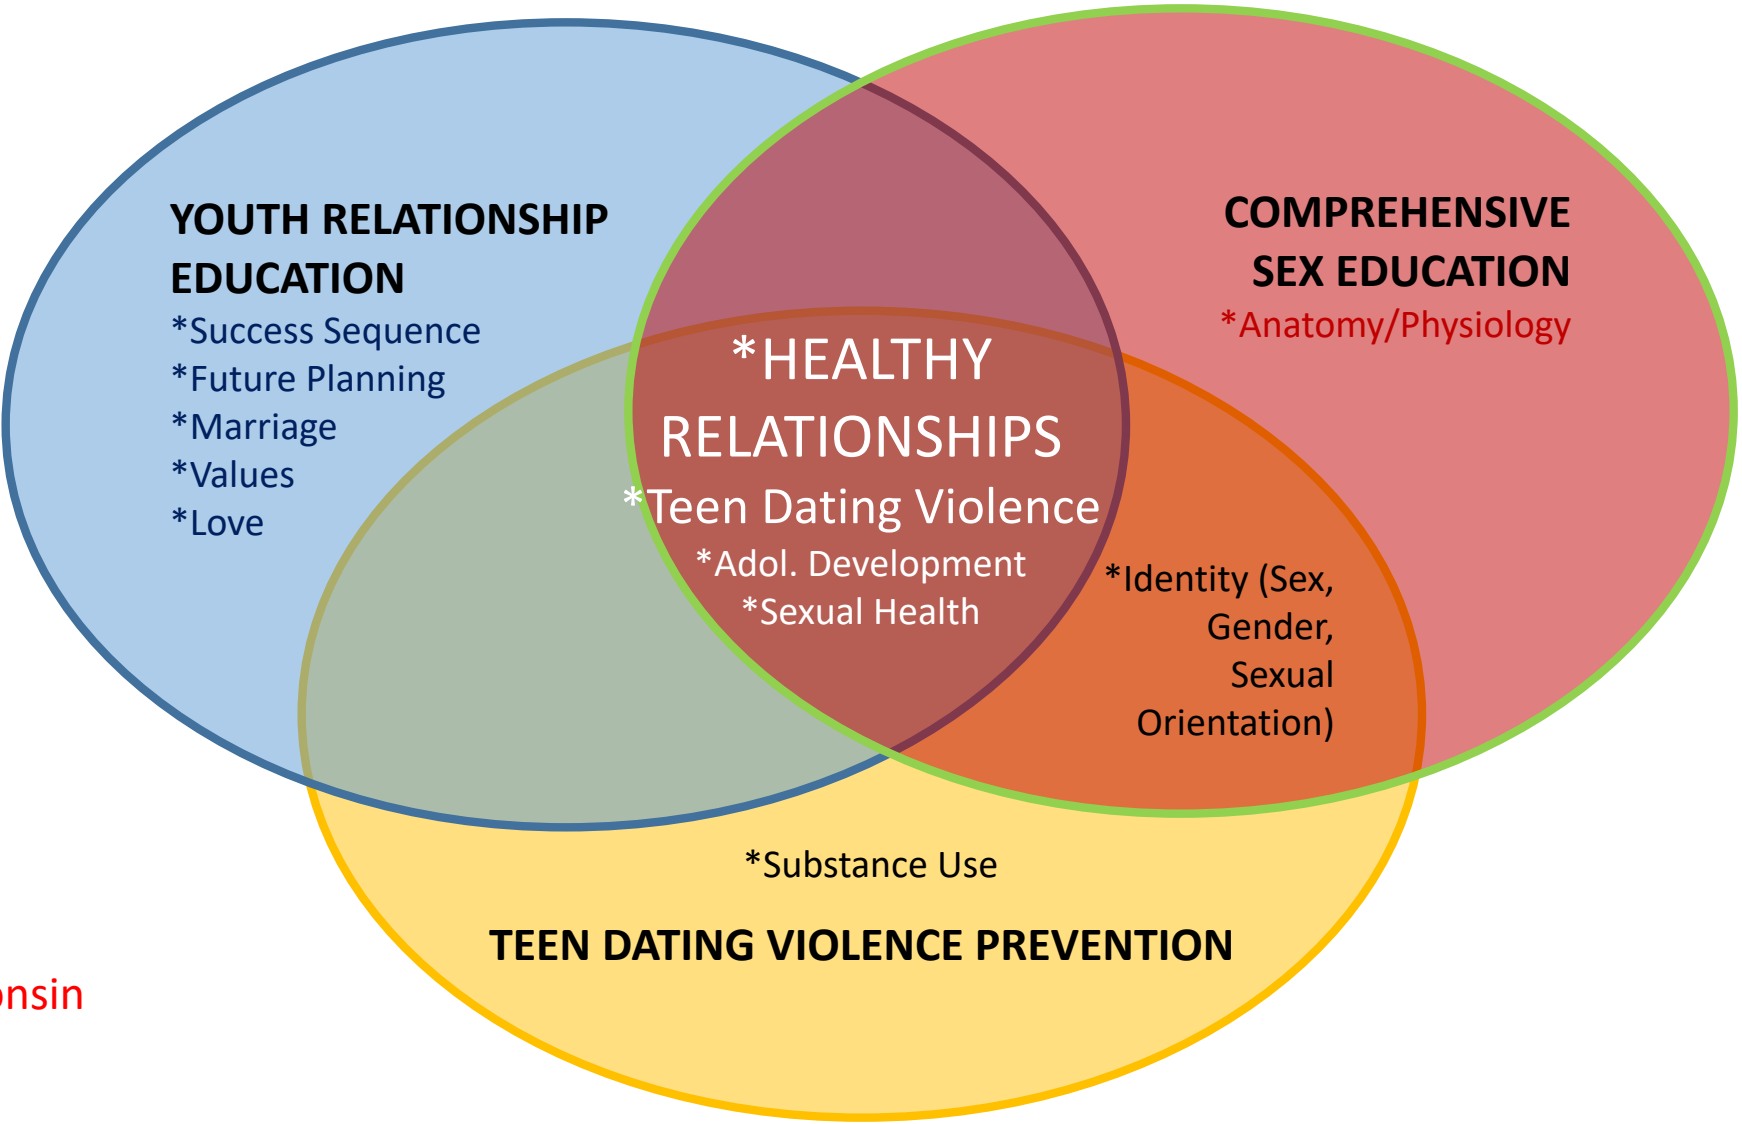 YOUTH RELATIONSHIP
EDUCATION
*Success Sequence
*Future Planning
*Marriage
*Values
*Love
COMPREHENSIVE
SEX EDUCATION
*Anatomy/Physiology
*HEALTHY
RELATIONSHIPS
*Teen Dating Violence
*Adol. Development
*Sexual Health
*Identity (Sex,
Gender,
Sexual
Orientation)
*Substance Use
TEEN DATING VIOLENCE PREVENTION